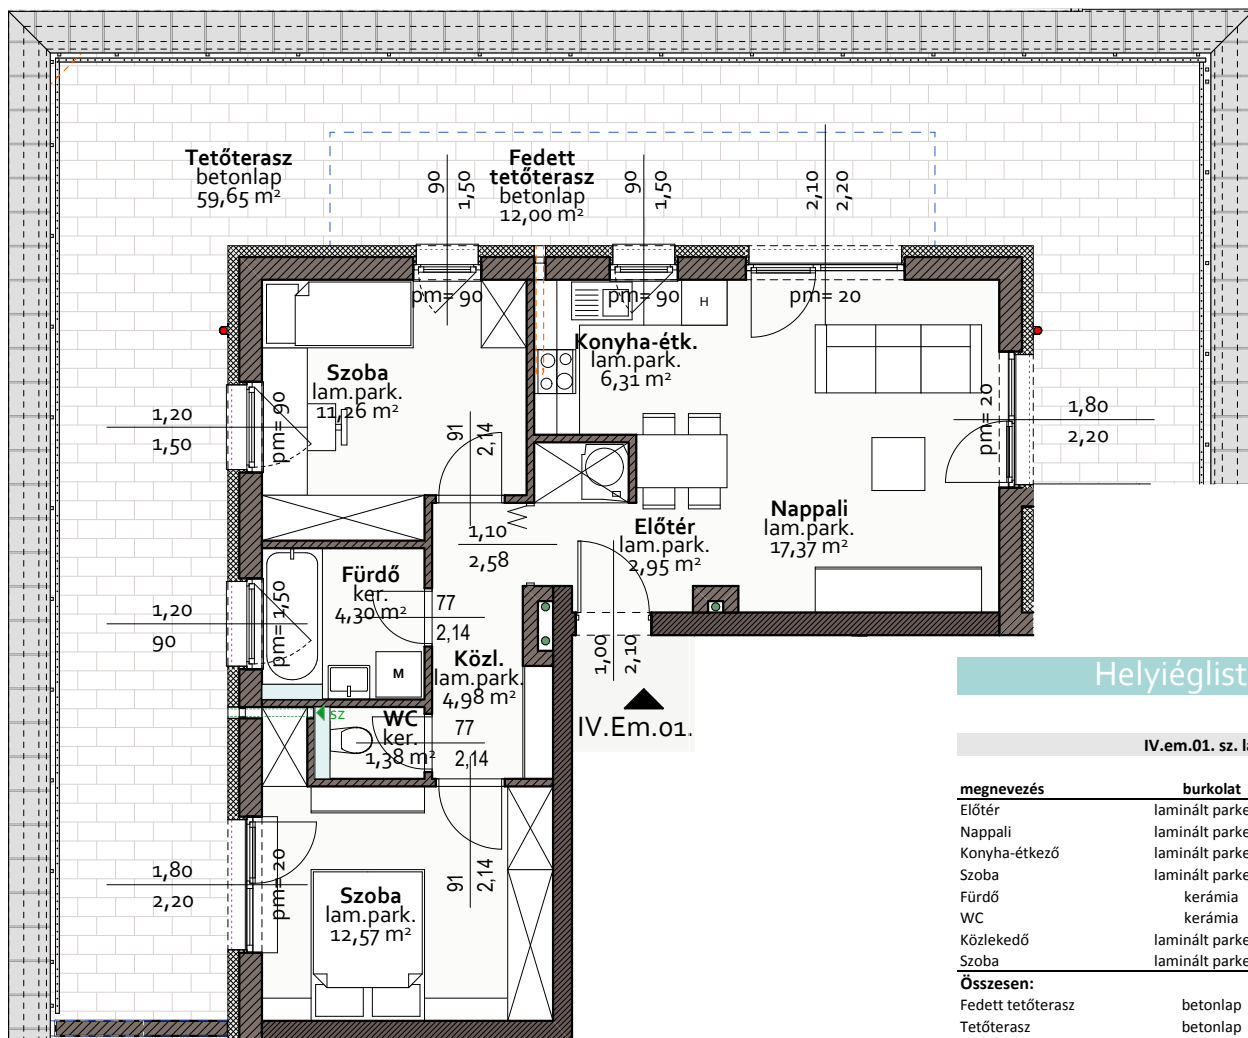 Tetőterasz
betonlap
59,65 m²
Fedett
tetőterasz
betonlap
12,00 m²
90
1,50
90
1,50
2,10
2,20
pm= 90
pm= 90
H
pm= 20
Konyha-étk.
lam.park.
6,31 m²
Szoba
lam.park.
11,26 m²
1,20
1,50
pm= 90
91
2,14
pm= 20
1,80
2,20
Nappali
lam.park.
17,37 m²
Előtér
lam.park.
2,95 m²
1,10
2,58
Fürdő
ker.
4,30 m²
1,20
90
pm= 1,50
77
2,14
M
Közl.
lam.park.
4,98 m²
1,00
2,10
IV.Em.01.
sz
WC
ker.
1,38 m²
77
2,14
91
2,14
1,80
2,20
pm= 20
Szoba
lam.park.
12,57 m²
Helyiéglist
IV.em.01. sz. la
megnevezés burkolat
Előtér laminált parke
Nappali laminált parke
Konyha-étkező laminált parke
Szoba laminált parke
Fürdő kerámia
WC kerámia
Közlekedő laminált parke
Szoba laminált parke
Összesen:
Fedett tetőterasz betonlap
Tetőterasz betonlap